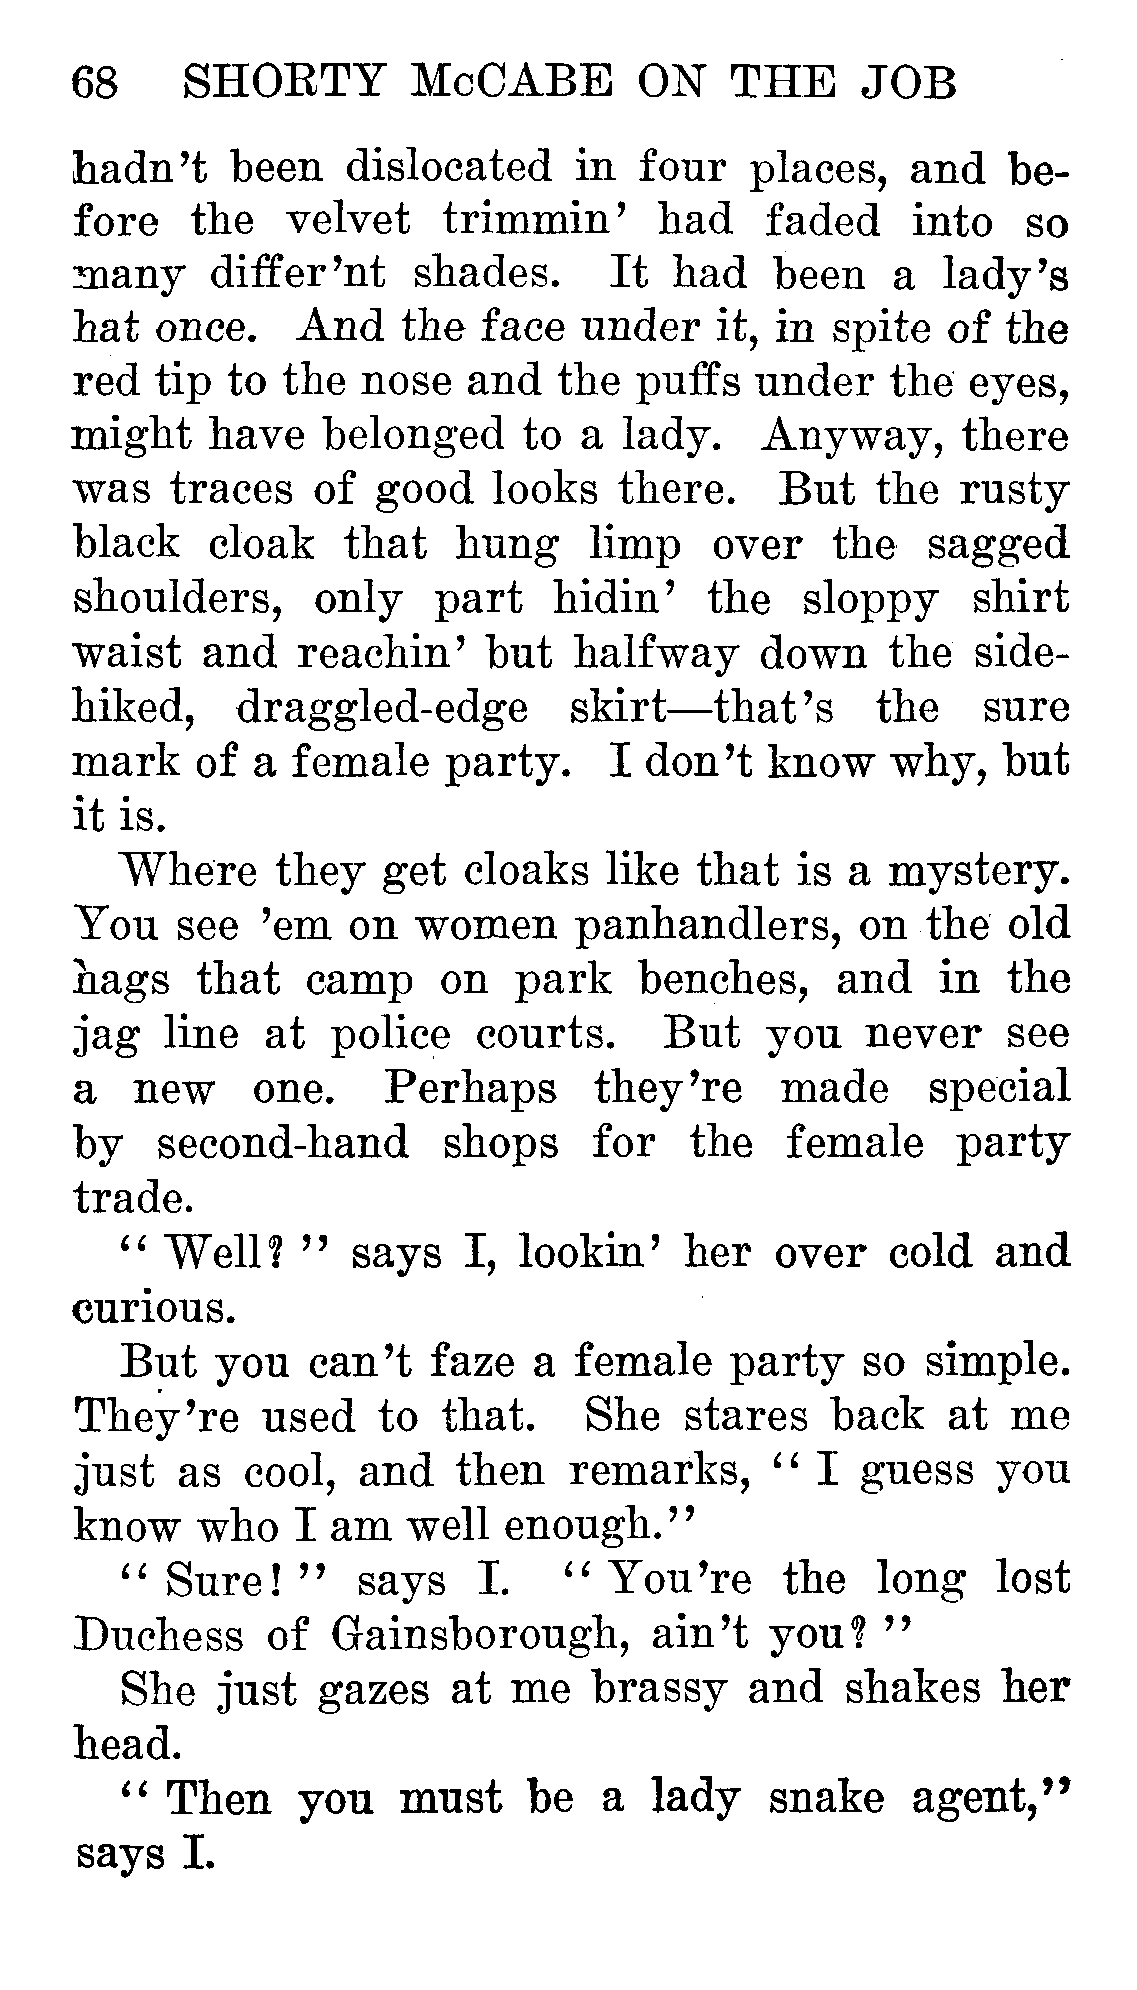 68 SHORTY McCABE ON THE JOB
hadn't been dislocated in four places, and be-
fore the velvet trimmin' had faded into so
many differ'nt shades. It had been a lady's
hat once. And the face under it, in spite of the
red tip to the nose and the puffs under the eyes,
might have belonged to a lady. Anyway, there
was traces of good looks there. But the rusty
black cloak that hung limp over the sagged
shoulders, only part hidin' the sloppy shirt
waist and reachin' but halfway down the side-
hiked, draggled-edge skirt—that's the sure
mark of a female party. I don't know why, but
it is.
Where they get cloaks like that is a mystery.
You see 'em on women panhandlers, on the old
hags that camp on park benches, and in the
jag line at police courts. But you never see
a new one. Perhaps they're made special
by second-hand shops for the female party
trade.
"Well?" says I, lookin' her over cold and
curious.
But you can't faze a female party so simple.
They're used to that. She stares back at me
just as cool, and then remarks, "I guess you
know who I am well enough."
"Sure!" says I. "You're the long lost
Duchess of Gainsborough, ain't you?"
She just gazes at me brassy and shakes her
head.
"Then you must be a lady snake agent,"
says I.